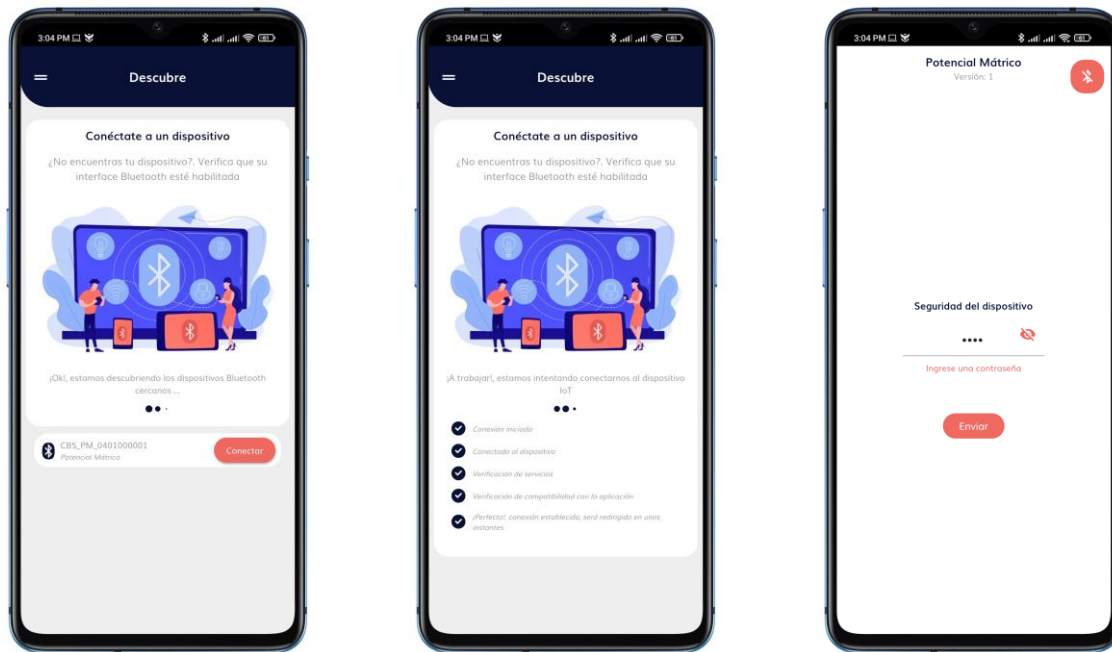 3:04 PM
61
Descubre
Conéctate a un dispositivo
¿No encuentras tu dispositivo?. Verifica que su
interface Bluetooth esté habilitada
¡Ok!, estamos descubriendo los dispositivos Bluetooth
cercanos ...
CBS_PM_0401000001
Potencial Mátrico
Conectar
3:04 PM
61
Descubre
Conéctate a un dispositivo
¿No encuentras tu dispositivo?. Verifica que su
interface Bluetooth esté habilitada
¡A trabajar!, estamos intentando conectarnos al dispositivo
IoT
Conexión iniciada
Conectado al dispositivo
Verificación de servicios
Verificación de compatibilidad con la aplicación
¡Perfecto!, conexión establecida, será redirigido en unos
instantes
3:04 PM
61
Potencial Mátrico
Versión: 1
Seguridad del dispositivo
Ingrese una contraseña
Enviar